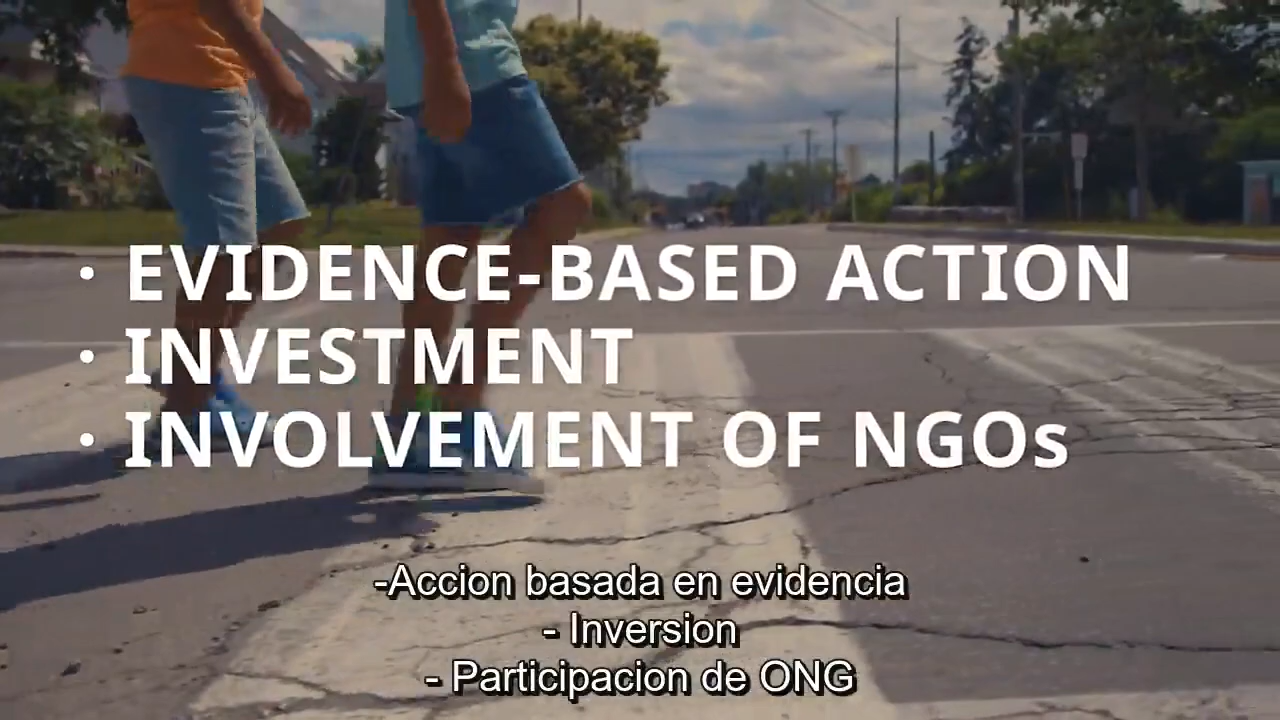 · EVIDENCE-BASED ACTION
· INVESTMENT
· INVOLVEMENT OF NGOs
-Accion basada en evidencia
- Inversion
- Participacion de ONG